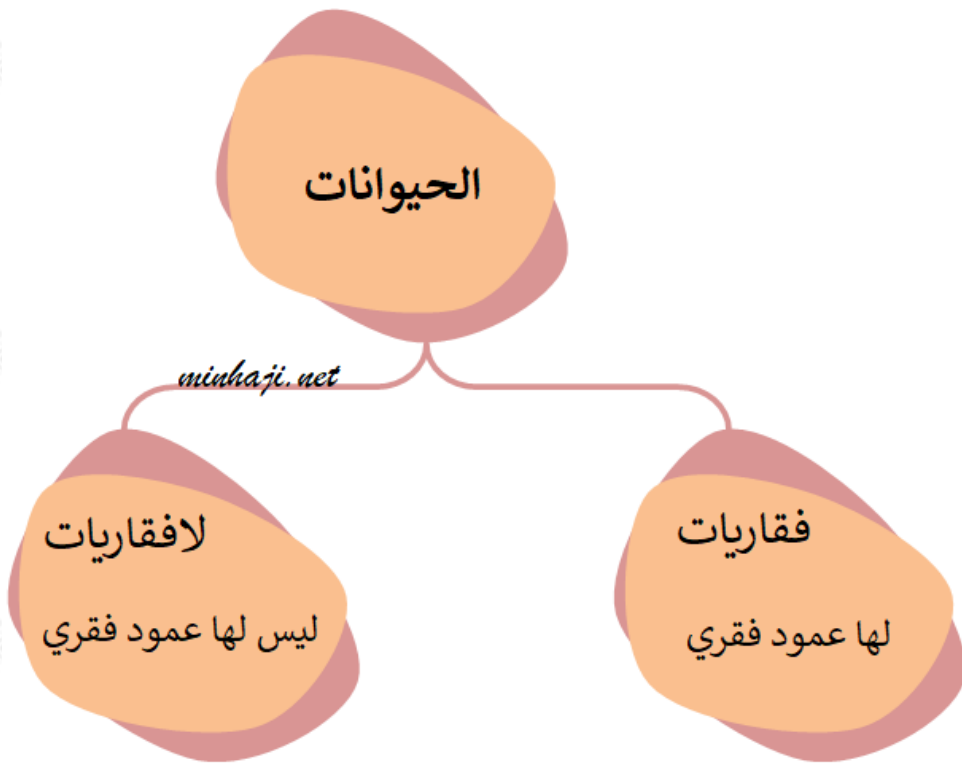 الحيوانات
minhaji.net
فقاريات
لها عمود فقري
لافقاريات
ليس لها عمود فقري